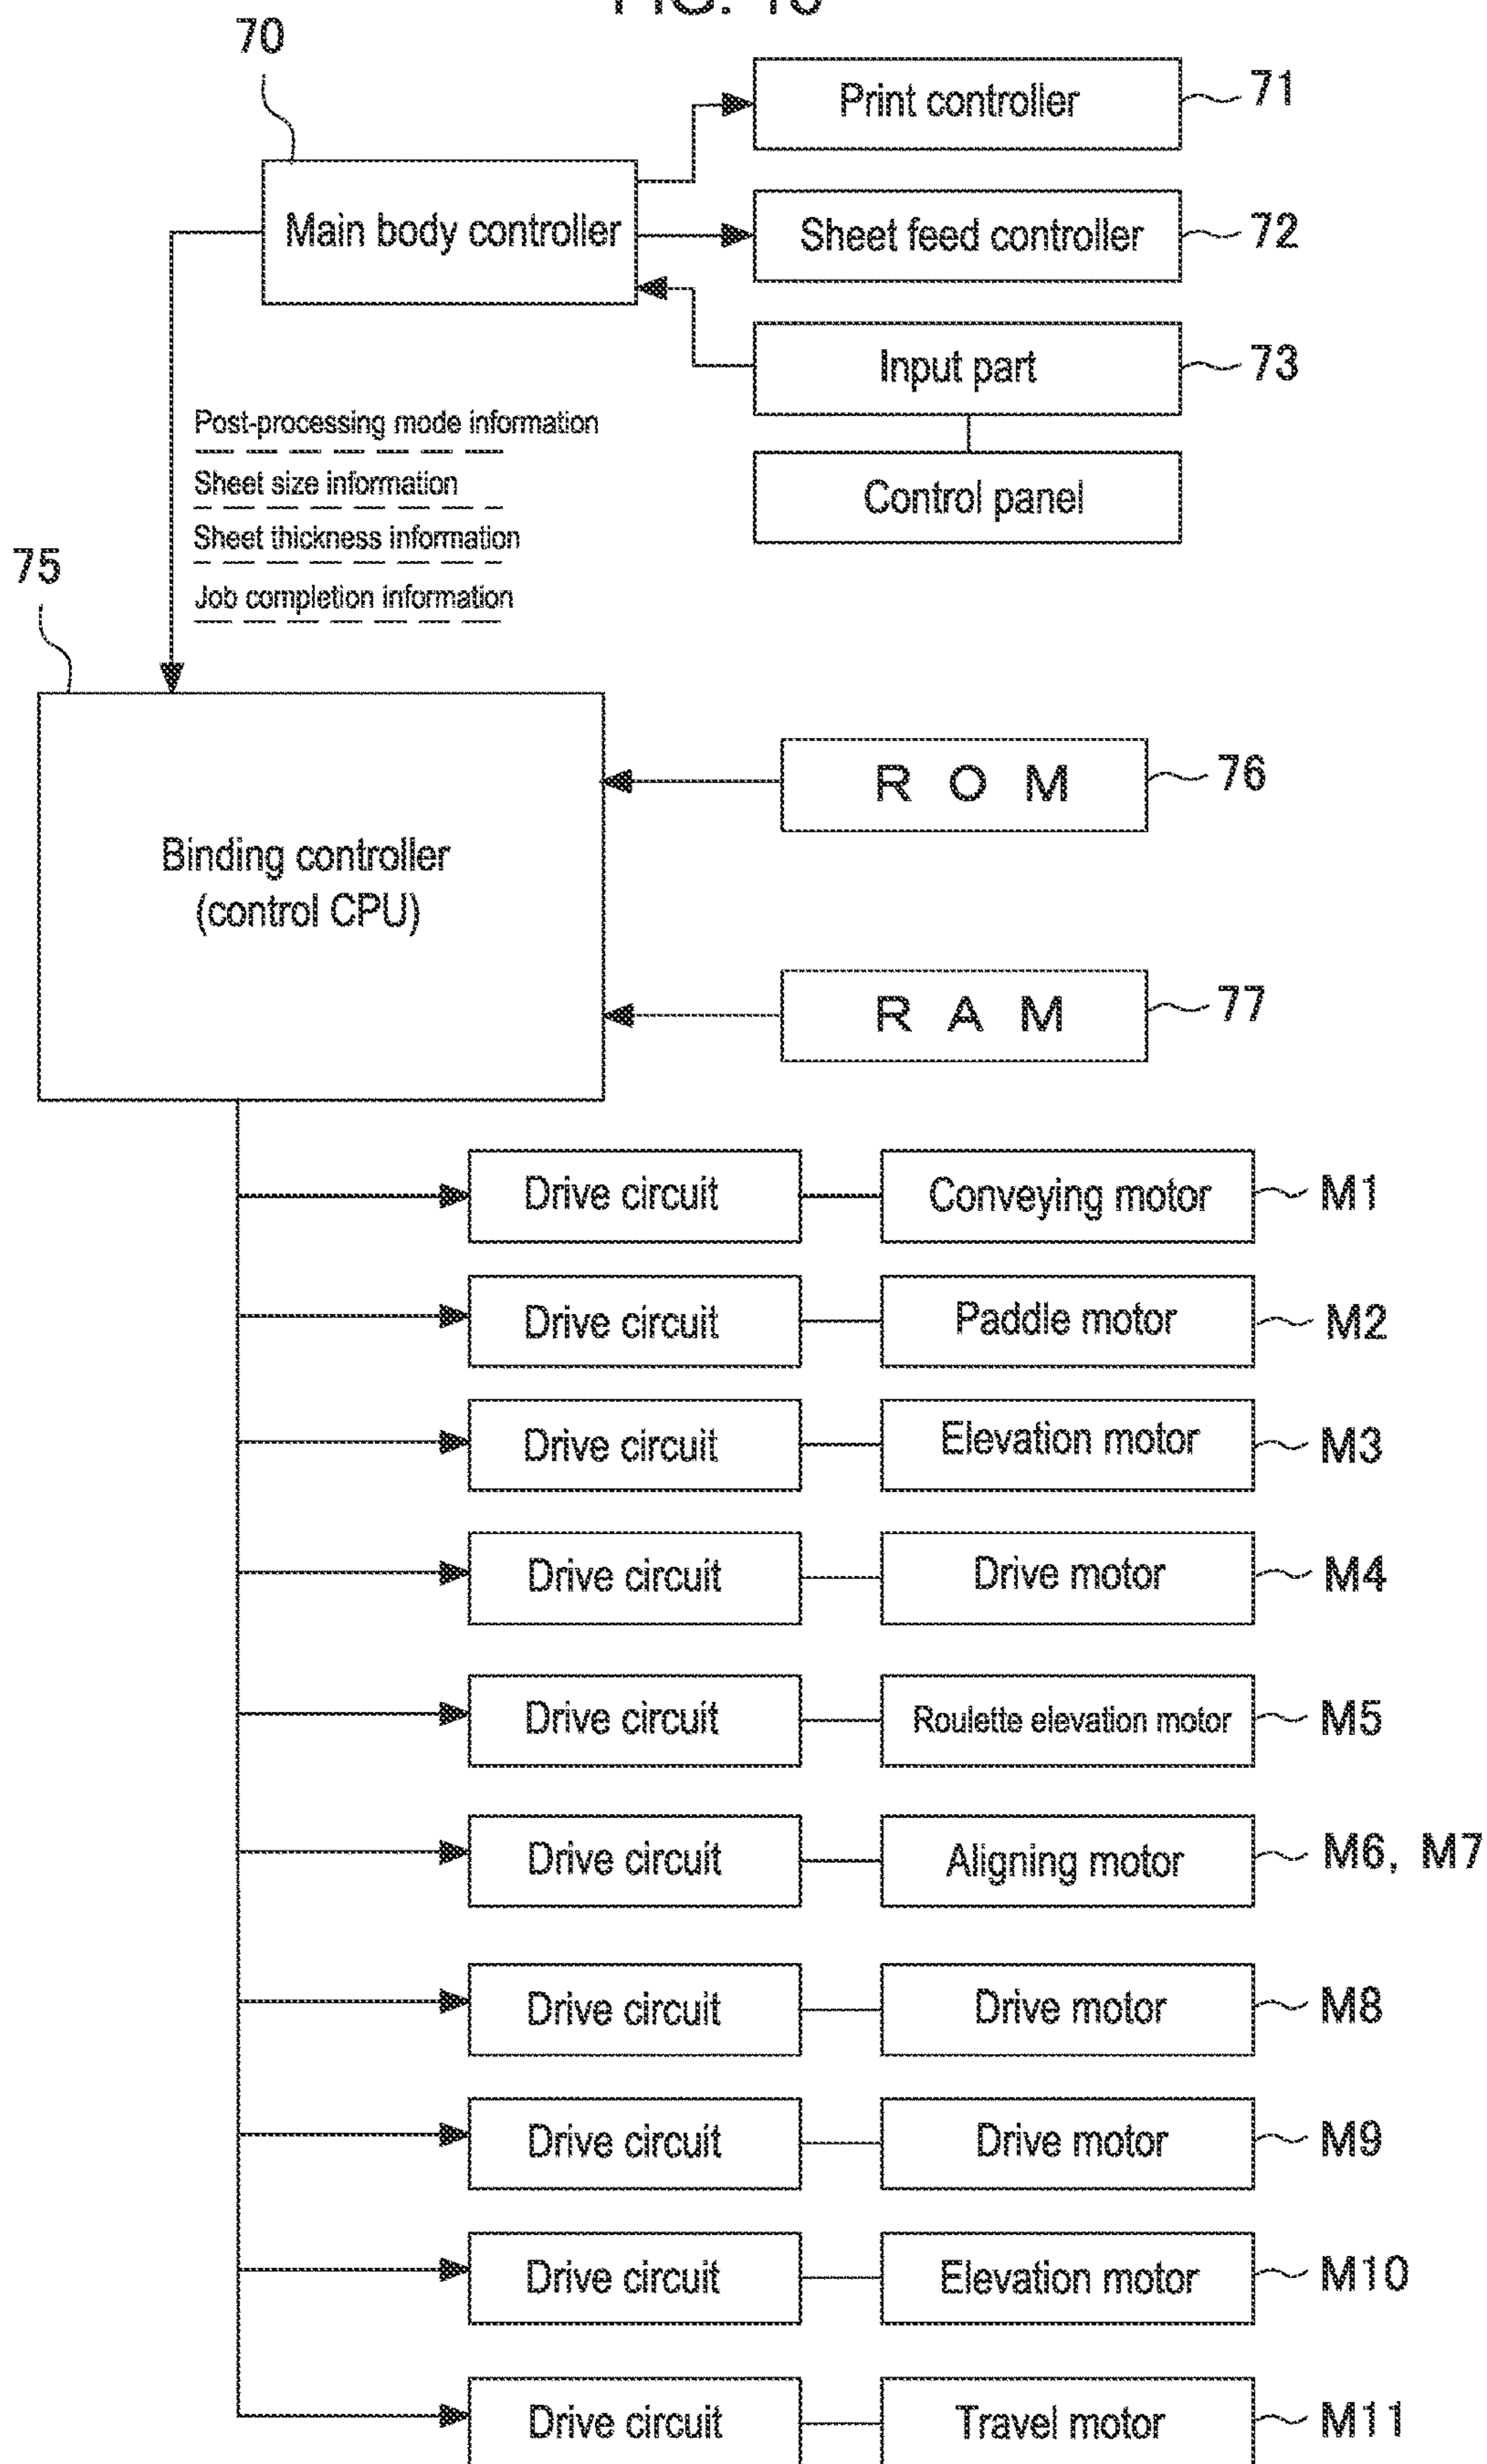 70
Print controller
71
Main body controller
Sheet feed controller
72
Input part
73
Post-processing mode information
Sheet size information
Sheet thickness information
Job completion information
Control panel
75
Binding controller
(control CPU)
R O M
76
R A M
77
Drive circuit
Conveying motor
M1
Drive circuit
Paddle motor
M2
Drive circuit
Elevation motor
M3
Drive circuit
Drive motor
M4
Drive circuit
Roulette elevation motor
M5
Drive circuit
Aligning motor
M6, M7
Drive circuit
Drive motor
M8
Drive circuit
Drive motor
M9
Drive circuit
Elevation motor
M10
Drive circuit
Travel motor
M11